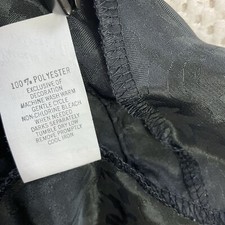 100% POLYESTER
EXCLUSIVE OF
DECORATION
MACHINE WASH WARM
GENTLE CYCLE
NON-CHLORINE BLEACH
WHEN NEEDED
DARKS SEPARATELY
TUMBLE DRY LOW
REMOVE PROMPTLY
COOL IRON